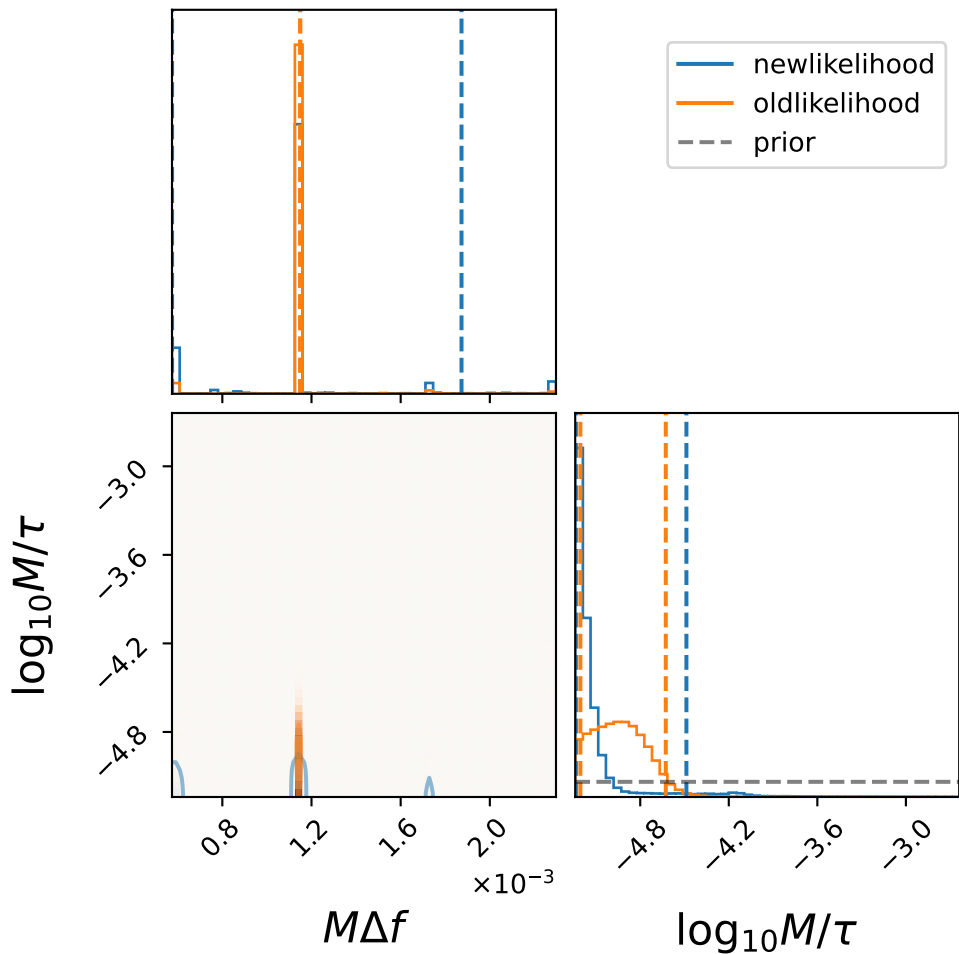 newlikelihood
oldlikelihood
prior
log₁₀M/τ
−3.0
−3.6
−4.2
−4.8
0.8 1.2 1.6 2.0
×10⁻³
MΔf
−4.8 −4.2 −3.6 −3.0
log₁₀M/τ